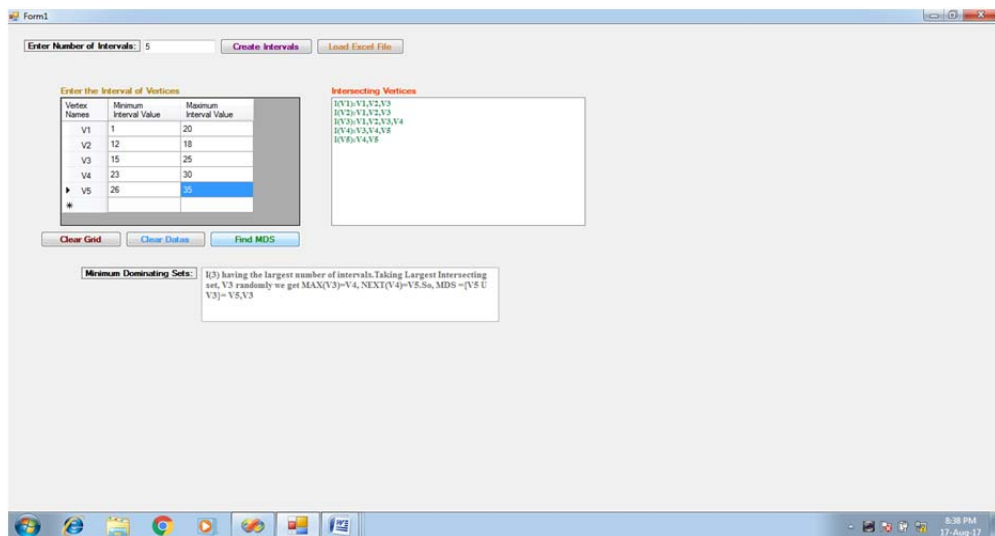 Form1
Enter Number of Intervals: 5 Create Intervals Load Excel File
Enter the Interval of Vertices
Vertex Names Minimum Interval Value Maximum Interval Value
V1 1 20
V2 12 18
V3 15 25
V4 23 30
V5 26 35
Intersecting Vertices
I(V1):V1,V2,V3
I(V2):V1,V2,V3
I(V3):V1,V2,V3,V4
I(V4):V3,V4,V5
I(V5):V4,V5
Clear Grid Clear Datas Find MDS
Minimum Dominating Sets:
I(3) having the largest number of intervals.Taking Largest Intersecting
set, V3 randomly we get MAX(V3)=V4, NEXT(V4)=V5.So, MDS ={V5 U
V3}= V5,V3
8:38 PM
17-Aug-17